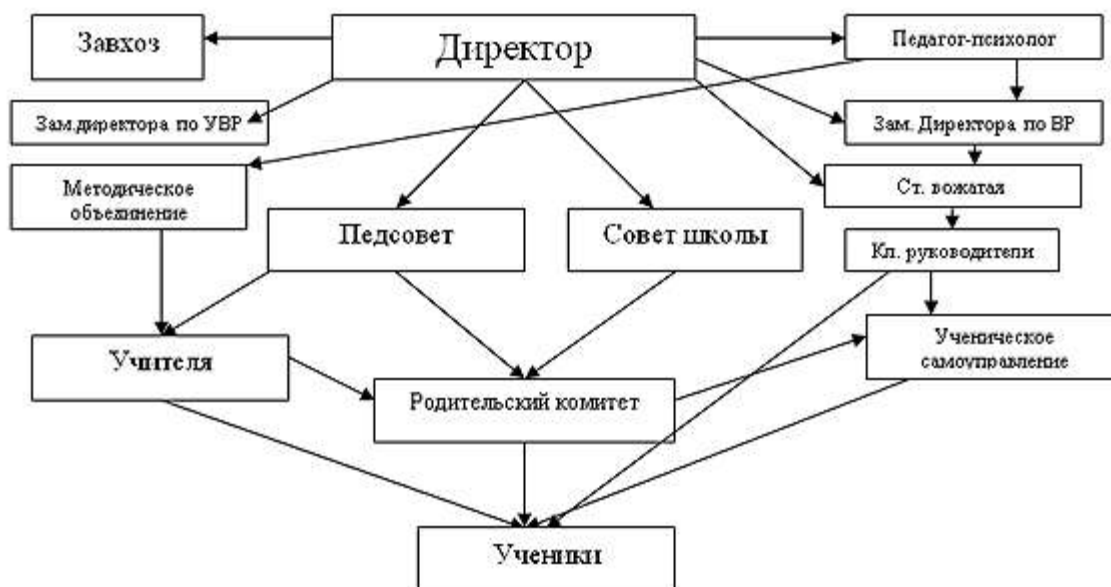 Завхоз
Директор
Педагог-психолог
Зам.директора по УВР
Зам. Директора по ВР
Методическое
объехинение
Ст. вожатая
Педсовет
Совет школы
Кл. руководители
Учителя
Ученическое
самоуправление
Родительский комитет
Ученики